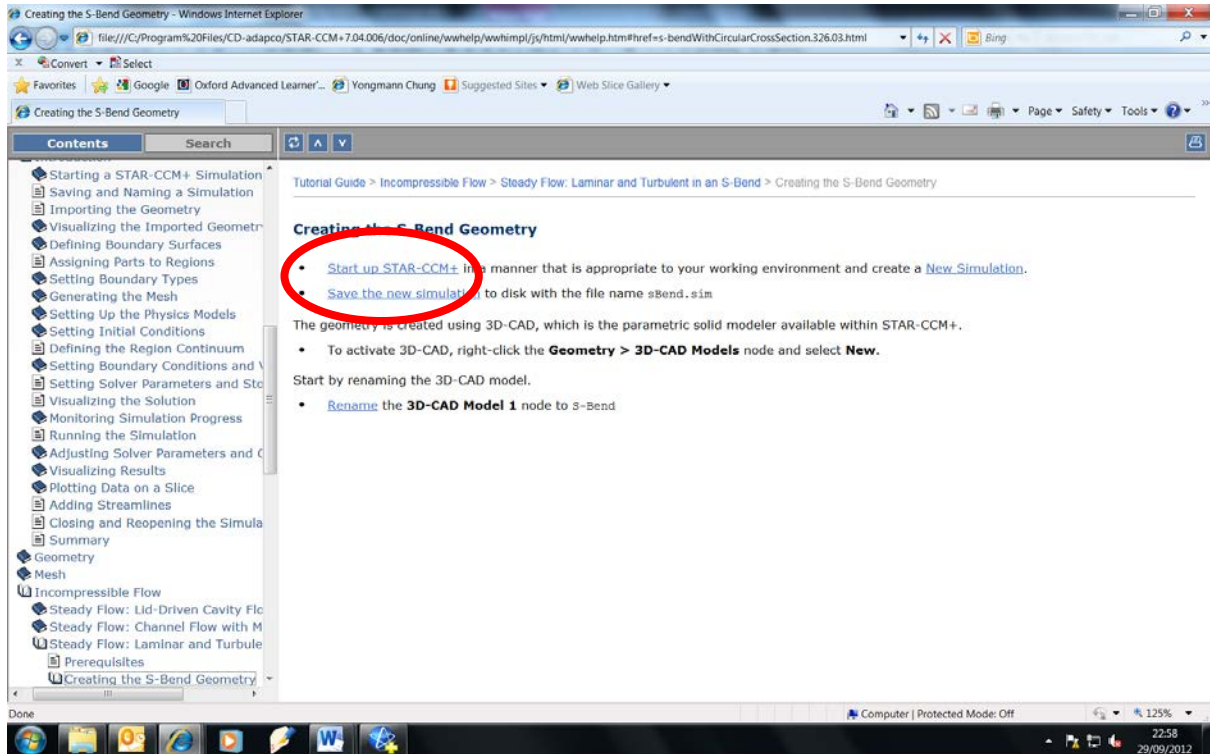 Creating the S-Bend Geometry - Windows Internet Explorer
file:///C:/Program%20Files/CD-adapco/STAR-CCM+7.04.006/doc/online/wwhelp/wwhimpl/js/html/wwhelp.htm#href=s-bendWithCircularCrossSection.326.03.html
Bing
x Convert Select
Favorites Google Oxford Advanced Learner'... Yongmann Chung Suggested Sites Web Slice Gallery
Creating the S-Bend Geometry
Page Safety Tools
Contents Search
Starting a STAR-CCM+ Simulation
Saving and Naming a Simulation
Importing the Geometry
Visualizing the Imported Geometr
Defining Boundary Surfaces
Assigning Parts to Regions
Setting Boundary Types
Generating the Mesh
Setting Up the Physics Models
Setting Initial Conditions
Defining the Region Continuum
Setting Boundary Conditions and V
Setting Solver Parameters and Sto
Visualizing the Solution
Monitoring Simulation Progress
Running the Simulation
Adjusting Solver Parameters and C
Visualizing Results
Plotting Data on a Slice
Adding Streamlines
Closing and Reopening the Simula
Summary
Geometry
Mesh
Incompressible Flow
Steady Flow: Lid-Driven Cavity Flo
Steady Flow: Channel Flow with M
Steady Flow: Laminar and Turbule
Prerequisites
Creating the S-Bend Geometry
Tutorial Guide > Incompressible Flow > Steady Flow: Laminar and Turbulent in an S-Bend > Creating the S-Bend Geometry
Creating the S-Bend Geometry
• Start up STAR-CCM+ in a manner that is appropriate to your working environment and create a New Simulation.
• Save the new simulation to disk with the file name sBend.sim
The geometry is created using 3D-CAD, which is the parametric solid modeler available within STAR-CCM+.
• To activate 3D-CAD, right-click the Geometry > 3D-CAD Models node and select New.
Start by renaming the 3D-CAD model.
• Rename the 3D-CAD Model 1 node to S-Bend
Done
Computer | Protected Mode: Off
125%
22:58
29/09/2012